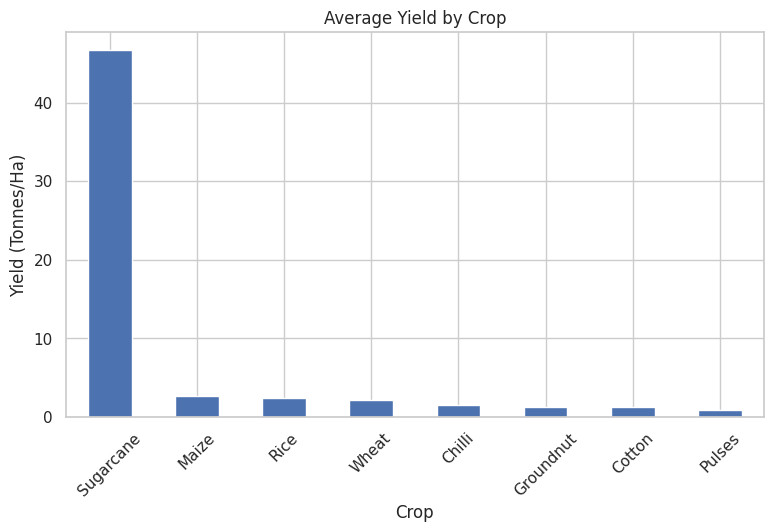 Average Yield by Crop
Yield (Tonnes/Ha)
40
30
20
10
0
Sugarcane
Maize
Rice
Wheat
Chilli
Groundnut
Cotton
Pulses
Crop